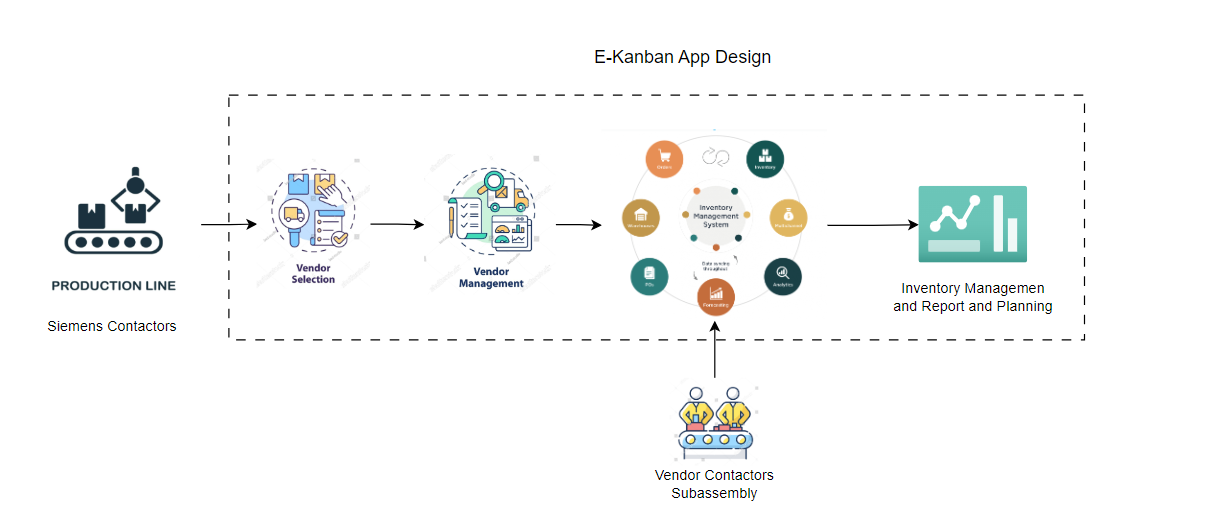 E-Kanban App Design
PRODUCTION LINE
Siemens Contactors
Vendor
Selection
Vendor
Management
Orders
Inventory
Warehouses
Inventory
Management
System
POs
Data syncing
throughout
Analytics
Forecasting
Inventory Managemen
and Report and Planning
Vendor Contactors
Subassembly